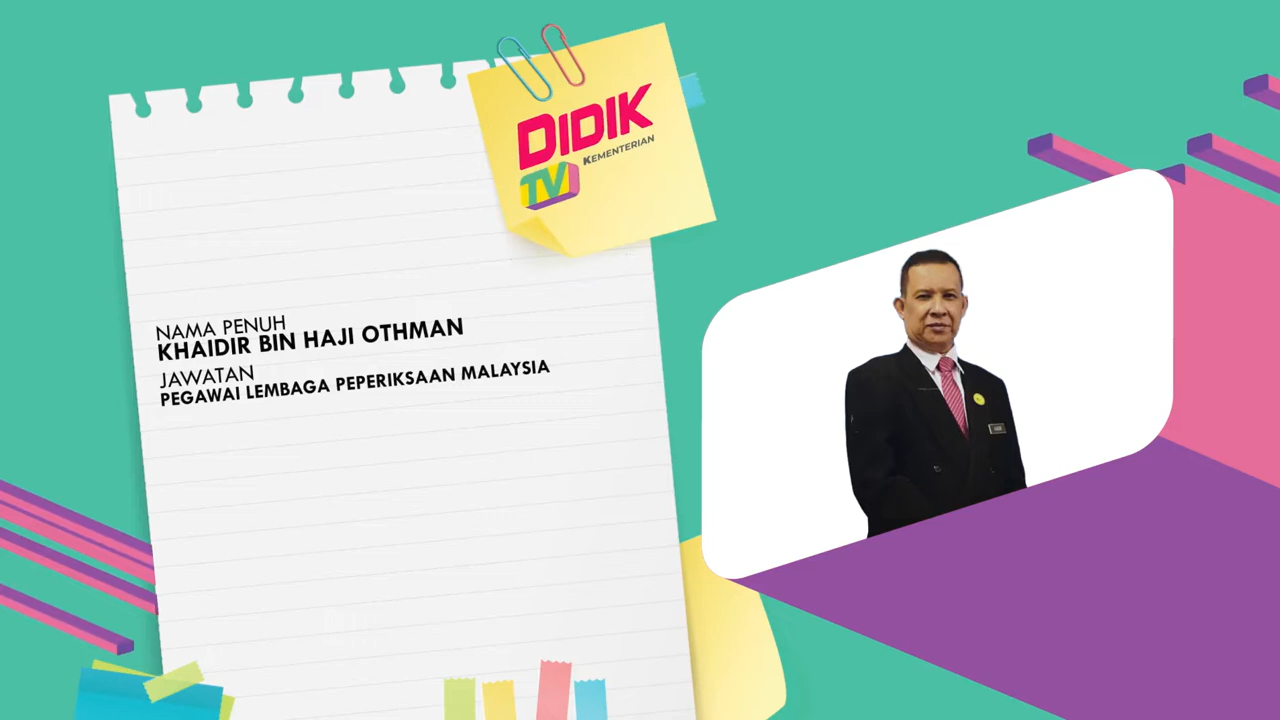 DIDIK
TV KEMENTERIAN
NAMA PENUH
KHAIDIR BIN HAJI OTHMAN
JAWATAN
PEGAWAI LEMBAGA PEPERIKSAAN MALAYSIA